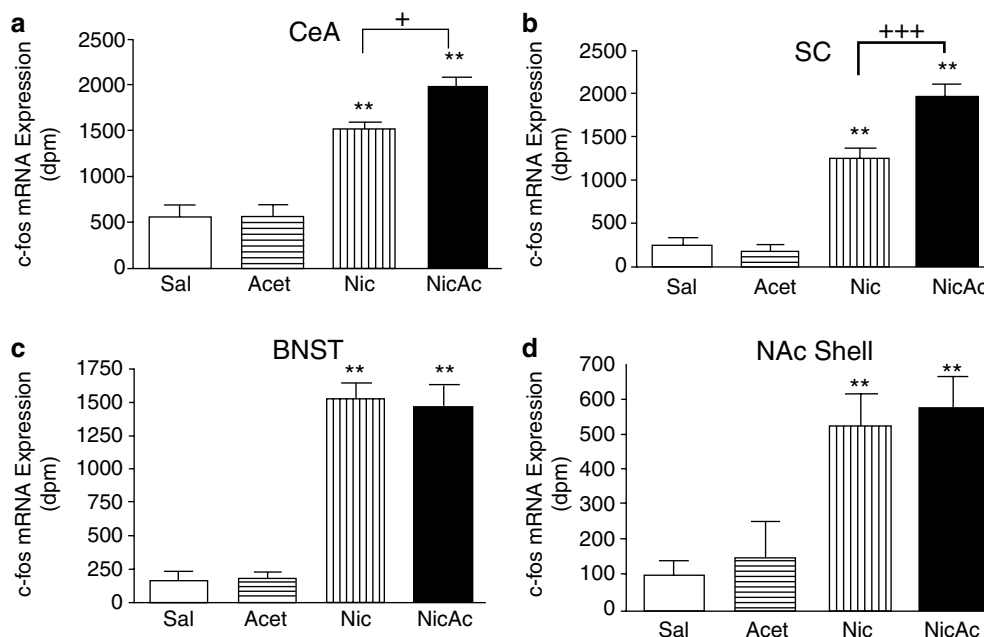 a
CeA
+
**
**
c-fos mRNA Expression
(dpm)
2500
2000
1500
1000
500
0
Sal Acet Nic NicAc
b
SC
+++
**
**
c-fos mRNA Expression
(dpm)
2500
2000
1500
1000
500
0
Sal Acet Nic NicAc
c
BNST
**
**
c-fos mRNA Expression
(dpm)
1750
1500
1250
1000
750
500
250
0
Sal Acet Nic NicAc
d
NAc Shell
**
**
c-fos mRNA Expression
(dpm)
700
600
500
400
300
200
100
0
Sal Acet Nic NicAc